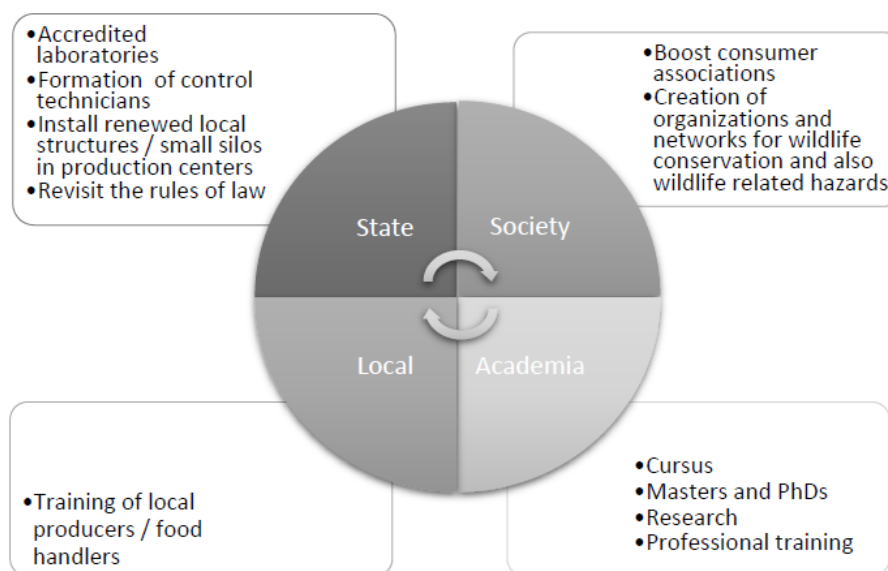 •Accredited
laboratories
•Formation of control
technicians
•Install renewed local
structures / small silos
in production centers
•Revisit the rules of law
•Boost consumer
associations
•Creation of
organizations and
networks for wildlife
conservation and also
wildlife related hazards
State
Society
Local
Academia
•Training of local
producers / food
handlers
•Cursus
•Masters and PhDs
•Research
•Professional training